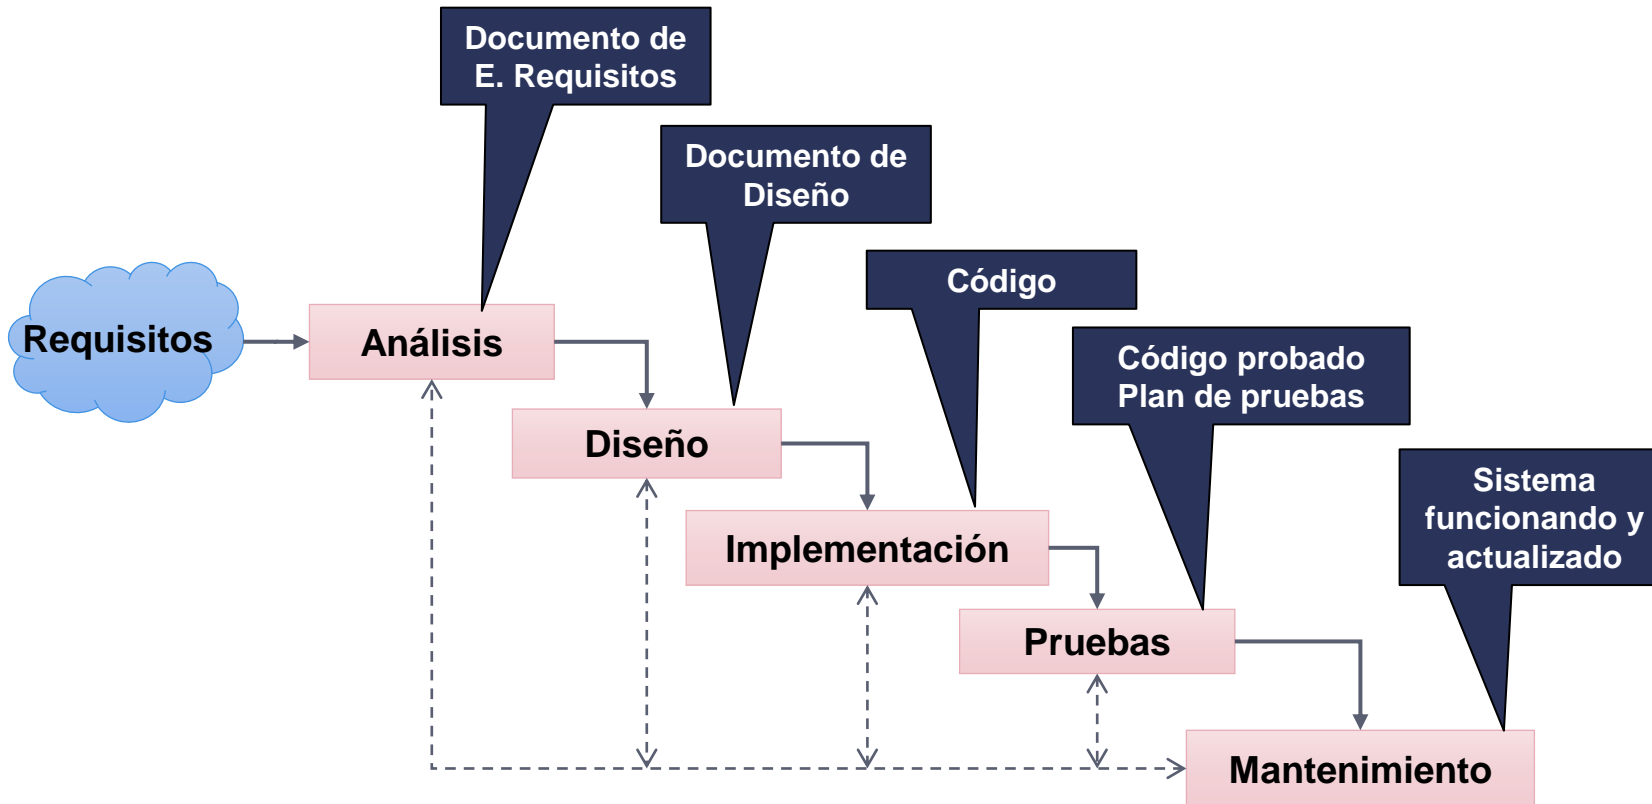 Documento de
E. Requisitos
Documento de
Diseño
Código
Requisitos
Análisis
Código probado
Plan de pruebas
Diseño
Sistema
funcionando y
actualizado
Implementación
Pruebas
Mantenimiento